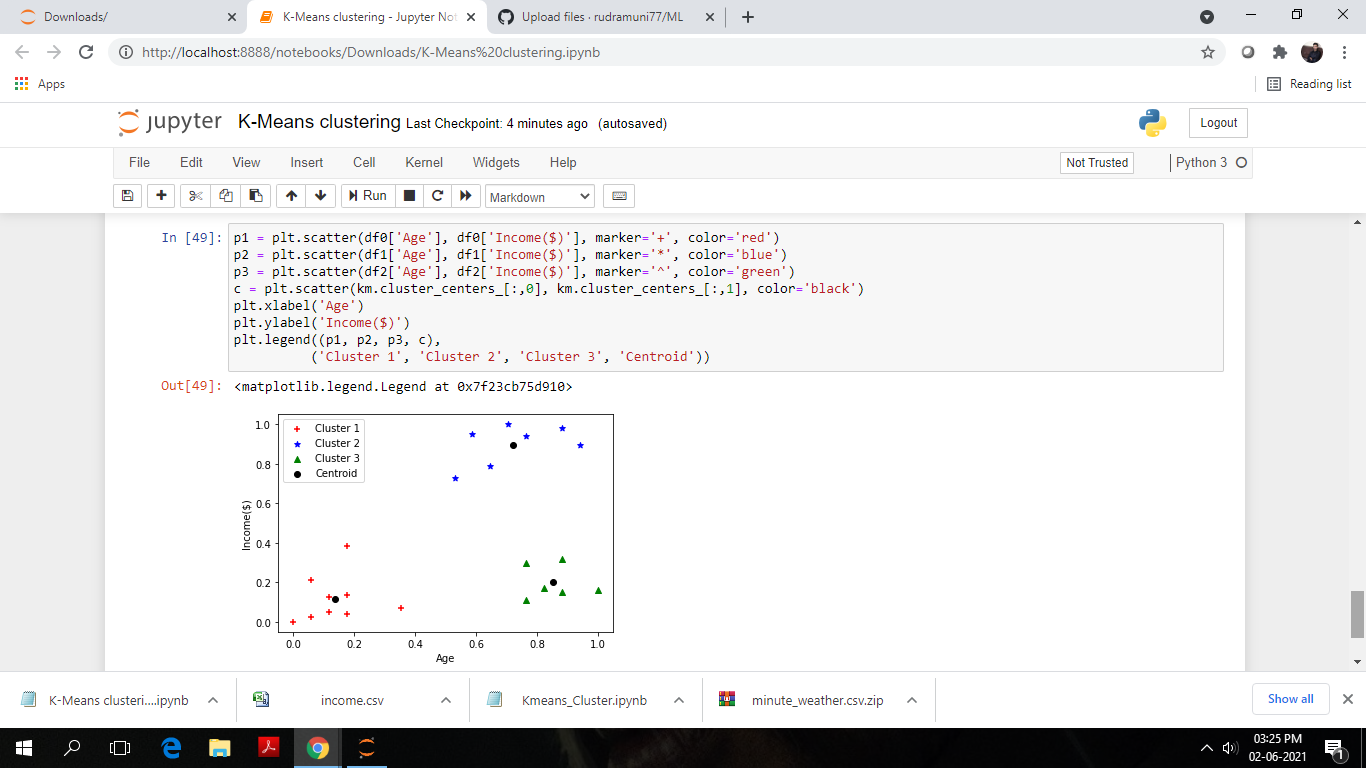 Downloads/
K-Means clustering - Jupyter Not
Upload files · rudramuni77/ML
http://localhost:8888/notebooks/Downloads/K-Means%20clustering.ipynb
Apps
Reading list
jupyter
K-Means clustering Last Checkpoint: 4 minutes ago (autosaved)
Logout
File Edit View Insert Cell Kernel Widgets Help
Not Trusted
Python 3
Run
Markdown
In [49]:
p1 = plt.scatter(df0['Age'], df0['Income($)'], marker='+', color='red')
p2 = plt.scatter(df1['Age'], df1['Income($)'], marker='*', color='blue')
p3 = plt.scatter(df2['Age'], df2['Income($)'], marker='^', color='green')
c = plt.scatter(km.cluster_centers_[:,0], km.cluster_centers_[:,1], color='black')
plt.xlabel('Age')
plt.ylabel('Income($)')
plt.legend((p1, p2, p3, c),
('Cluster 1', 'Cluster 2', 'Cluster 3', 'Centroid'))
Out[49]: <matplotlib.legend.Legend at 0x7f23cb75d910>
Cluster 1
Cluster 2
Cluster 3
Centroid
1.0
0.8
0.6
0.4
0.2
0.0
Income($)
0.0 0.2 0.4 0.6 0.8 1.0
Age
K-Means clusteri....ipynb
income.csv
Kmeans_Cluster.ipynb
minute_weather.csv.zip
Show all
03:25 PM
02-06-2021
1